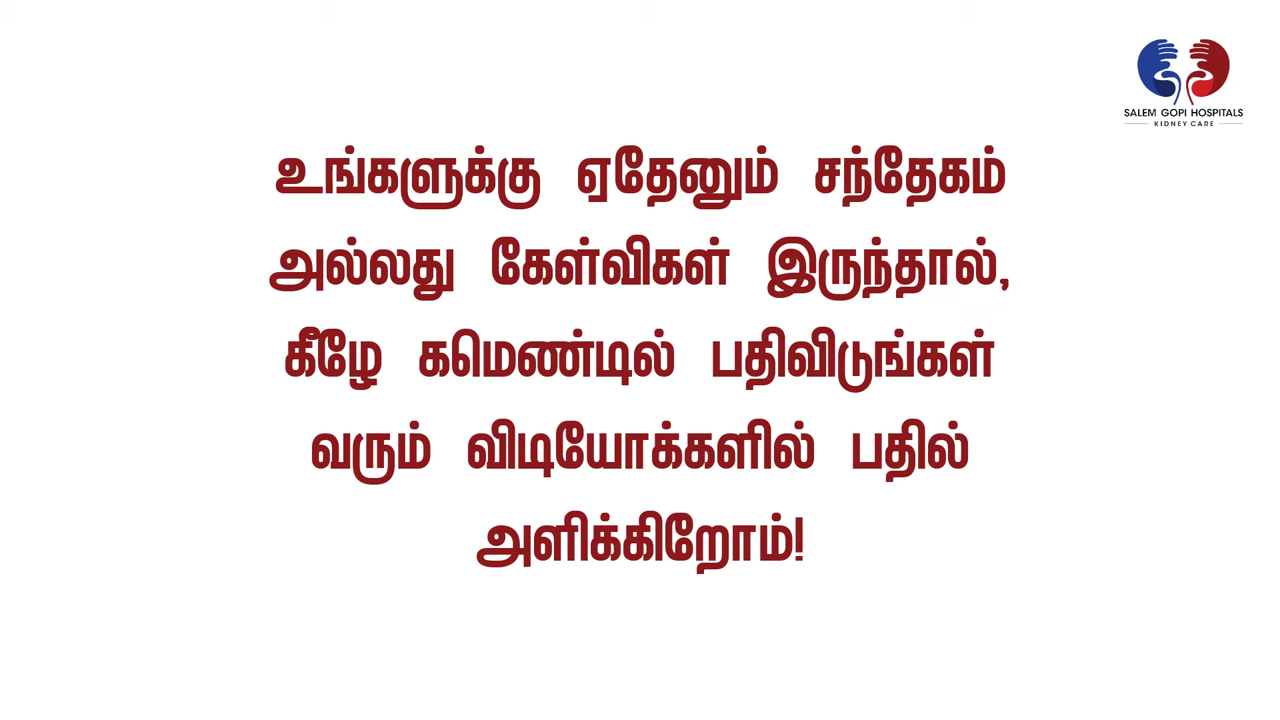 SALEM GOPI HOSPITALS
KIDNEY CARE
உங்களுக்கு ஏதேனும் சந்தேகம்
அல்லது கேள்விகள் இருந்தால்,
கீழே கமெண்டில் பதிவிடுங்கள்
வரும் விடியோக்களில் பதில்
அளிக்கிறோம்!